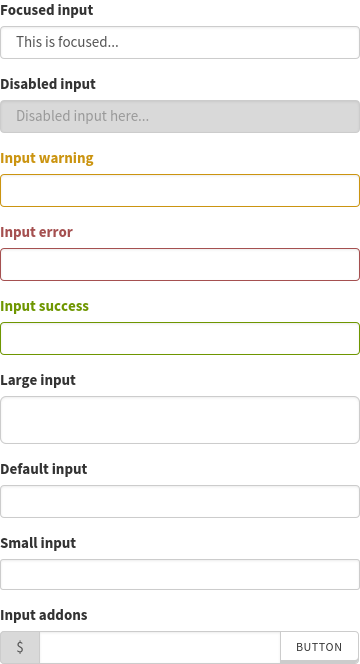 Focused input
This is focused...
Disabled input
Disabled input here...
Input warning
Input error
Input success
Large input
Default input
Small input
Input addons
$ BUTTON